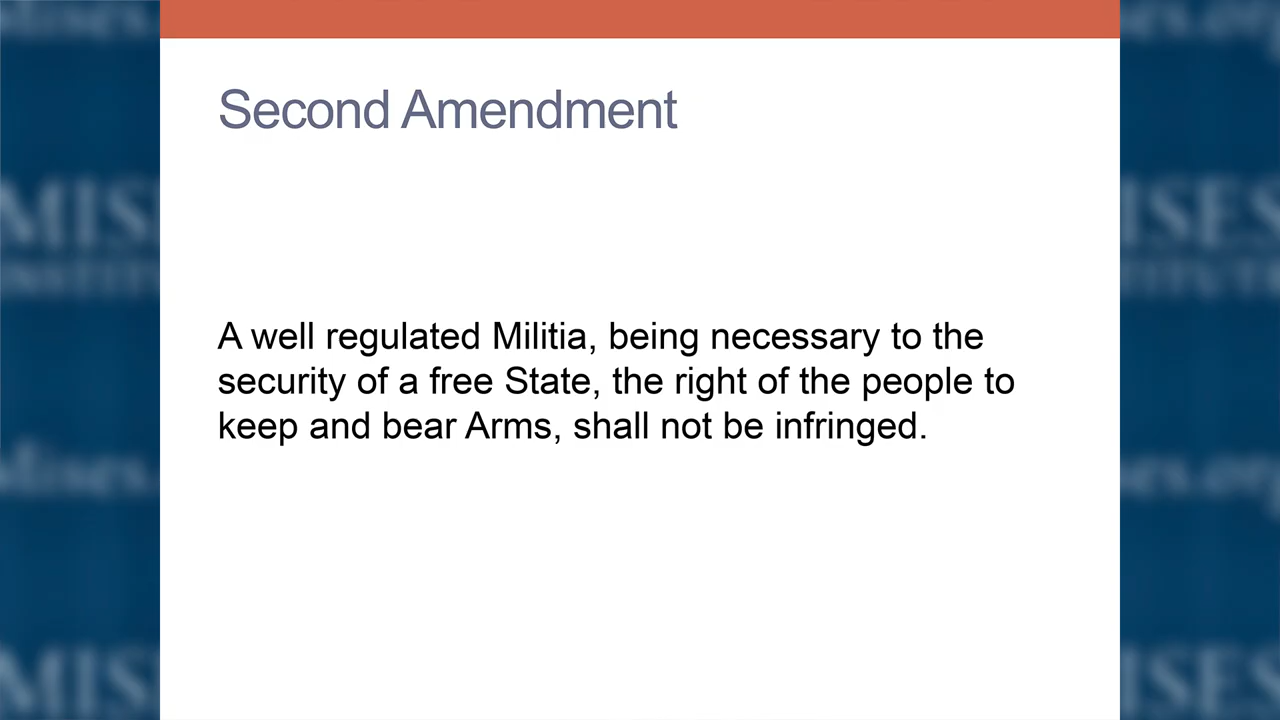 Second Amendment
A well regulated Militia, being necessary to the
security of a free State, the right of the people to
keep and bear Arms, shall not be infringed.